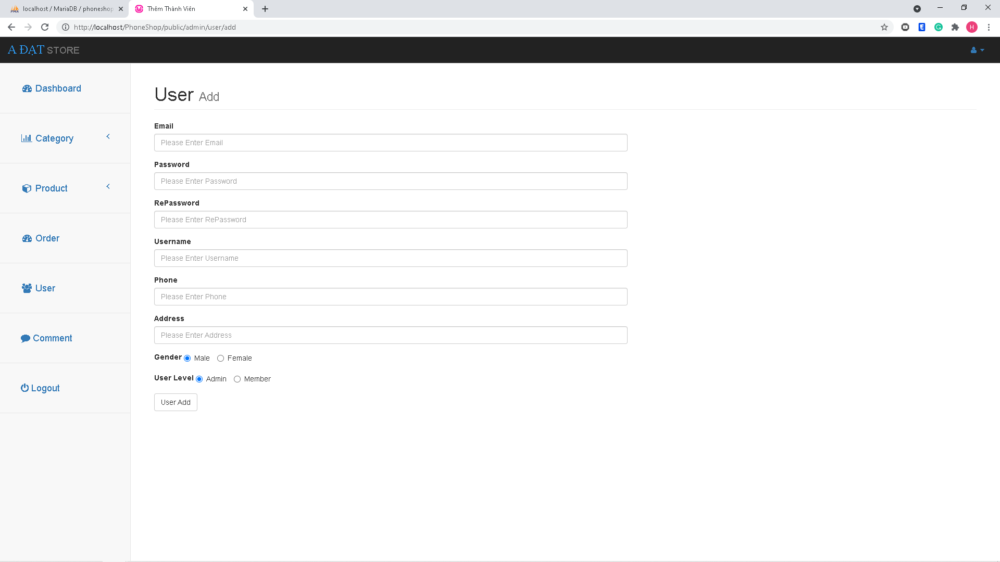 localhost / MariaDB / phoneshop
Thêm Thành Viên
http://localhost/PhoneShop/public/admin/user/add
H
A ĐẠT STORE
Dashboard
Category
Product
Order
User
Comment
Logout
User Add
Email
Please Enter Email
Password
Please Enter Password
RePassword
Please Enter RePassword
Username
Please Enter Username
Phone
Please Enter Phone
Address
Please Enter Address
Gender Male Female
User Level Admin Member
User Add